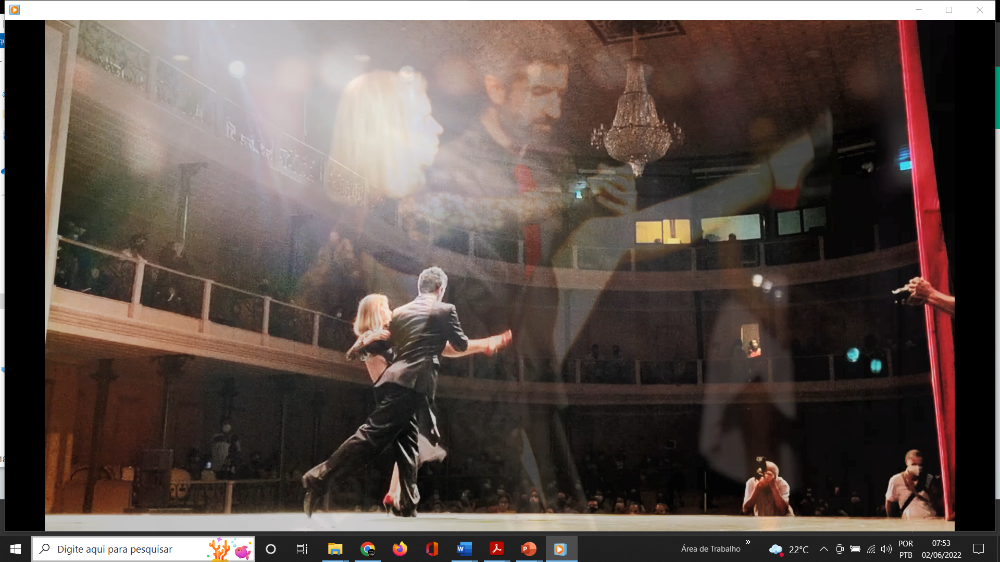 Digite aqui para pesquisar
Área de Trabalho
22°C
POR
PTB
07:53
02/06/2022